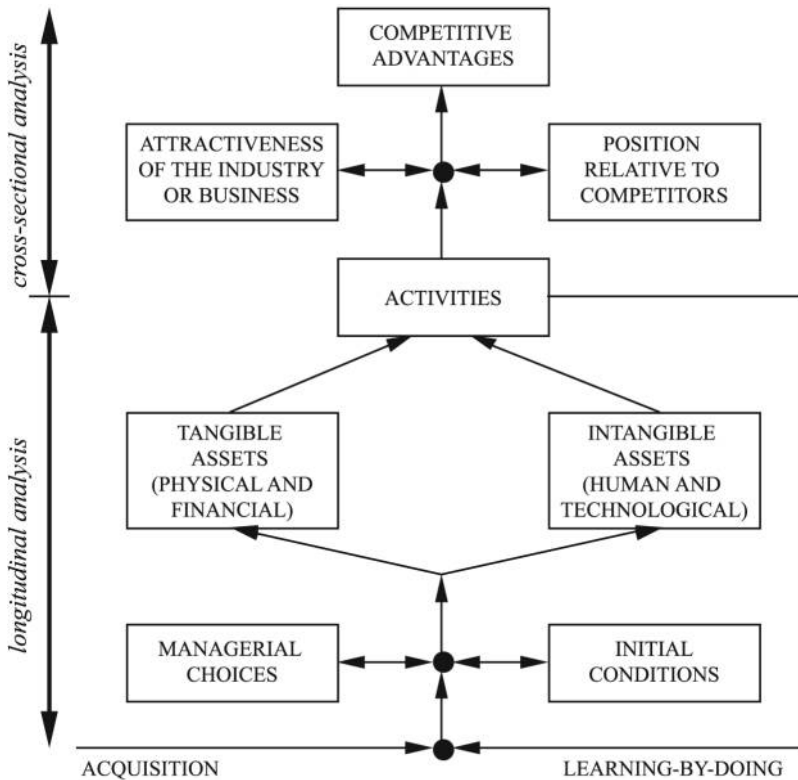 COMPETITIVE
ADVANTAGES
cross-sectional analysis
ATTRACTIVENESS
OF THE INDUSTRY
OR BUSINESS
POSITION
RELATIVE TO
COMPETITORS
ACTIVITIES
longitudinal analysis
TANGIBLE
ASSETS
(PHYSICAL AND
FINANCIAL)
INTANGIBLE
ASSETS
(HUMAN AND
TECHNOLOGICAL)
MANAGERIAL
CHOICES
INITIAL
CONDITIONS
ACQUISITION
LEARNING-BY-DOING